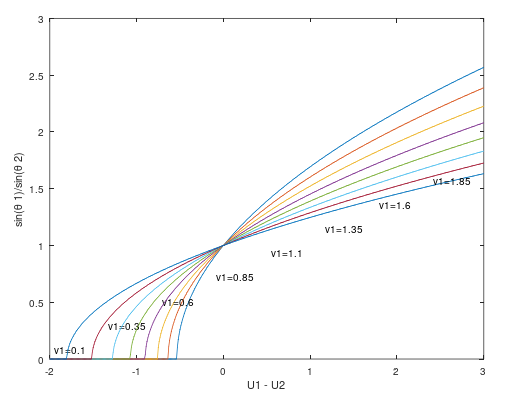 3
2.5
2
1.5
1
0.5
0
-2
-1
0
1
2
3
sin(θ 1)/sin(θ 2)
U1 - U2
v1=0.1
v1=0.35
v1=0.6
v1=0.85
v1=1.1
v1=1.35
v1=1.6
v1=1.85